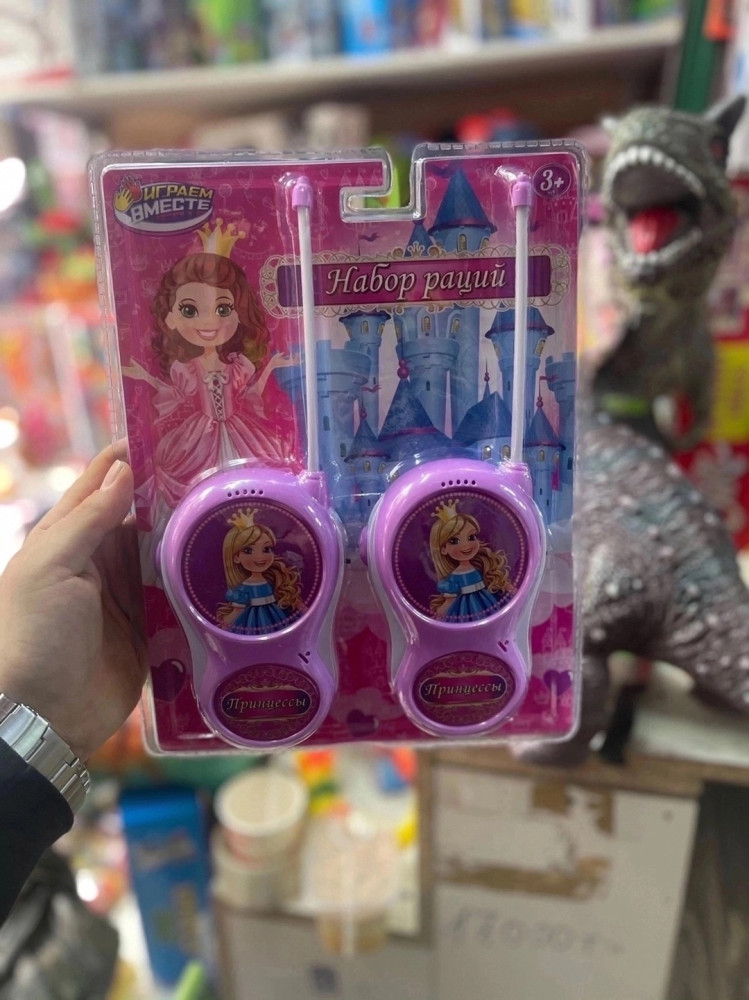 ИГРАЕМ
ВМЕСТЕ
3+
Набор раций
Принцессы
Принцессы